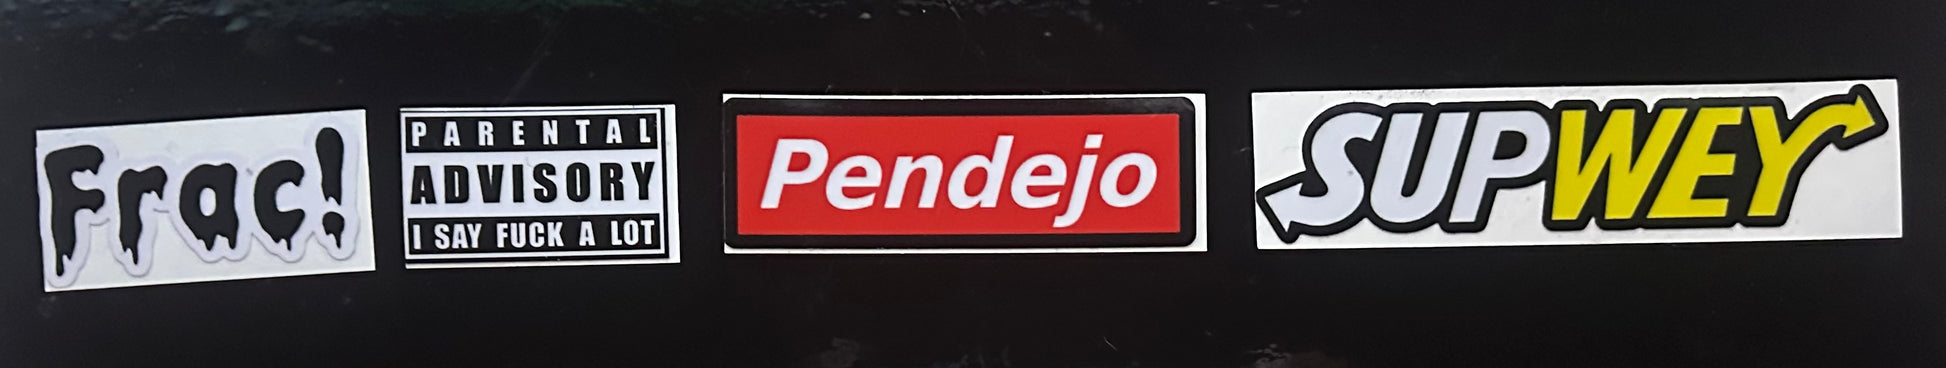 Frac!
PARENTAL
ADVISORY
I SAY FUCK A LOT
Pendejo
SUPWEY